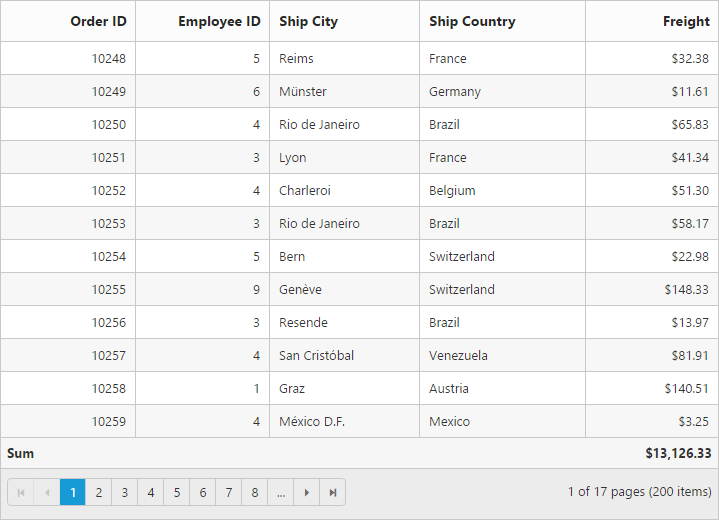 Order ID Employee ID Ship City Ship Country Freight
10248 5 Reims France $32.38
10249 6 Münster Germany $11.61
10250 4 Rio de Janeiro Brazil $65.83
10251 3 Lyon France $41.34
10252 4 Charleroi Belgium $51.30
10253 3 Rio de Janeiro Brazil $58.17
10254 5 Bern Switzerland $22.98
10255 9 Genève Switzerland $148.33
10256 3 Resende Brazil $13.97
10257 4 San Cristóbal Venezuela $81.91
10258 1 Graz Austria $140.51
10259 4 México D.F. Mexico $3.25
Sum $13,126.33
1 2 3 4 5 6 7 8 ... 1 of 17 pages (200 items)